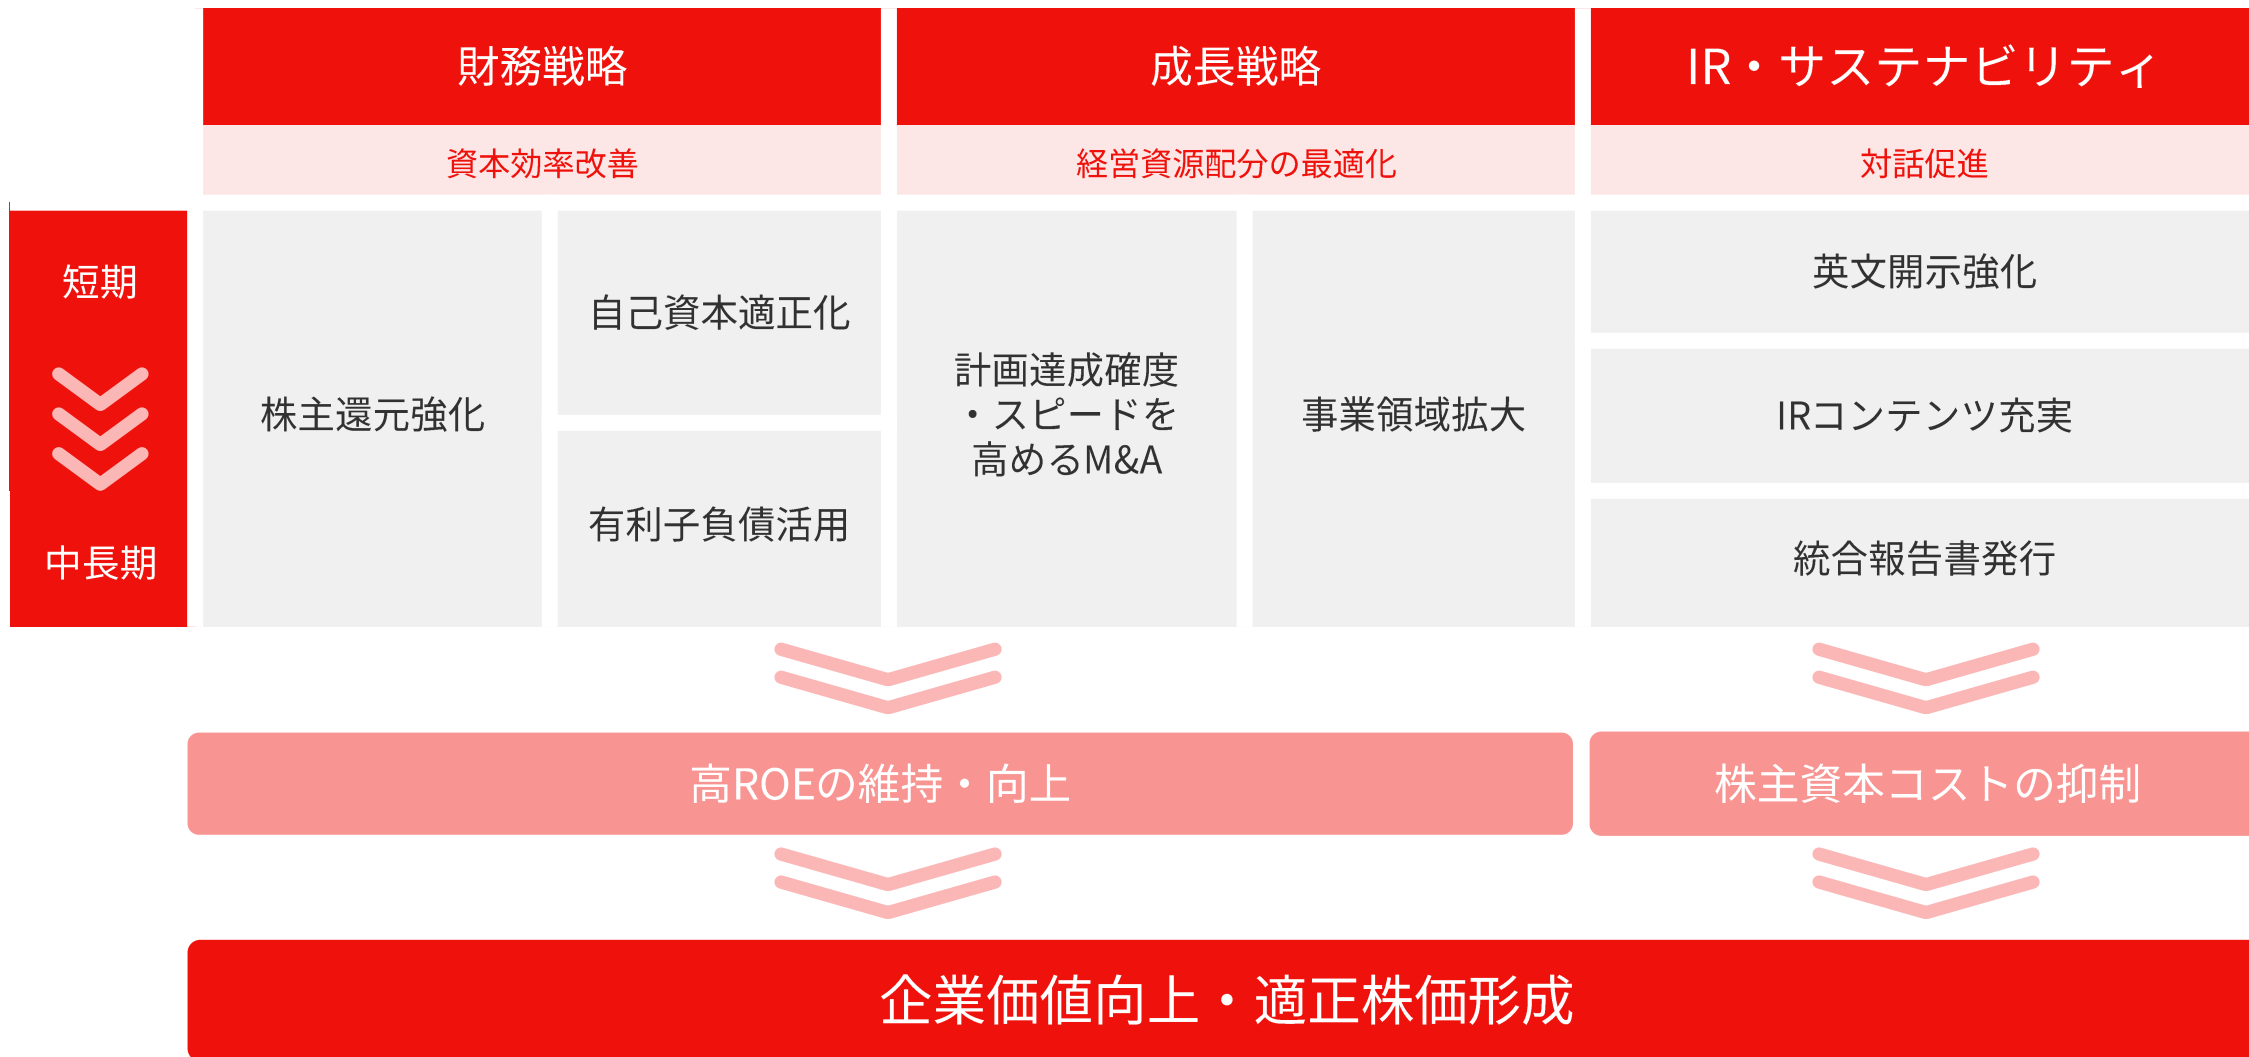 財務戦略
成長戦略
IR・サステナビリティ
資本効率改善
経営資源配分の最適化
対話促進
短期
中長期
株主還元強化
自己資本適正化
有利子負債活用
計画達成確度
・スピードを
高めるM&A
事業領域拡大
英文開示強化
IRコンテンツ充実
統合報告書発行
高ROEの維持・向上
株主資本コストの抑制
企業価値向上・適正株価形成